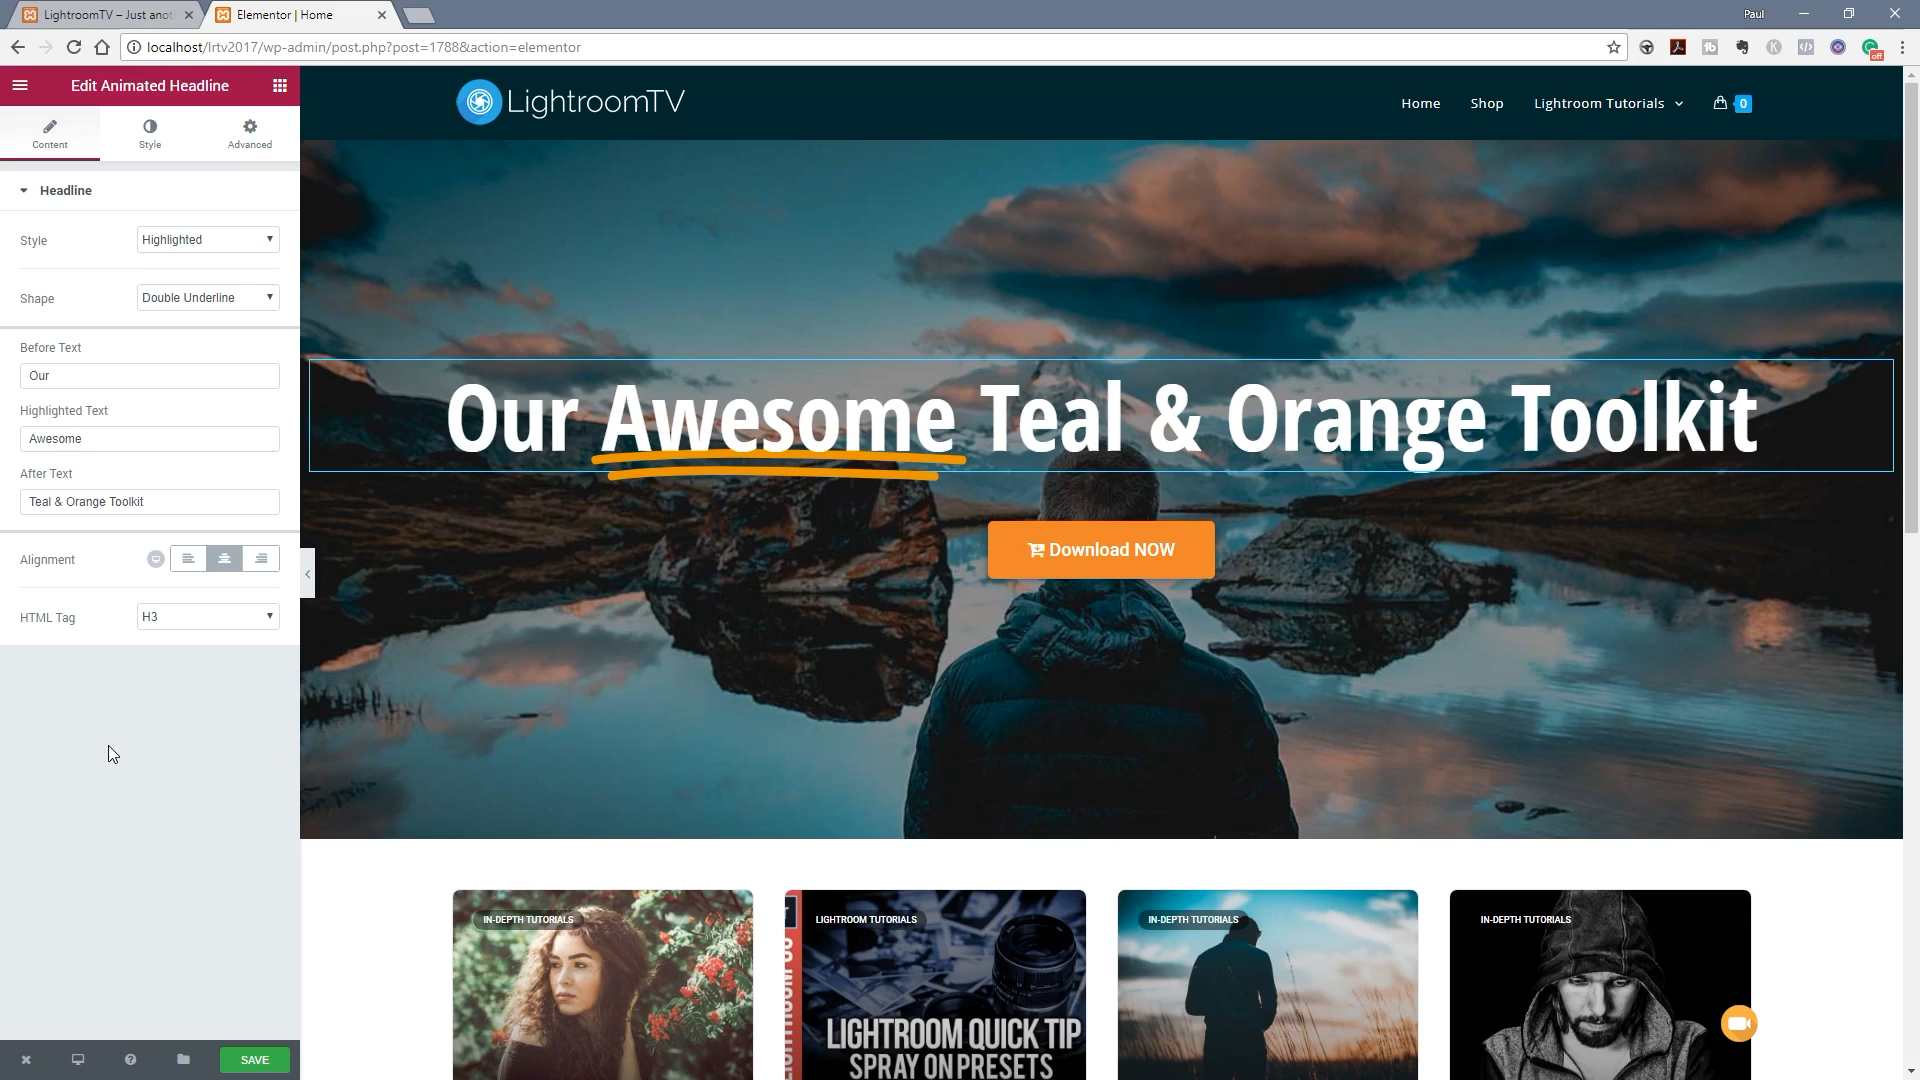 LightroomTV – Just anot
Elementor | Home
Paul
localhost/lrtv2017/wp-admin/post.php?post=1788&action=elementor
off
Edit Animated Headline
Content
Style
Advanced
Headline
Style
Highlighted
Shape
Double Underline
Before Text
Our
Highlighted Text
Awesome
After Text
Teal & Orange Toolkit
Alignment
HTML Tag
H3
SAVE
LightroomTV
Home
Shop
Lightroom Tutorials
0
Our Awesome Teal & Orange Toolkit
Download NOW
IN-DEPTH TUTORIALS
LIGHTROOM TUTORIALS
LIGHTROOM QUICK TIP
SPRAY ON PRESETS
IN-DEPTH TUTORIALS
IN-DEPTH TUTORIALS